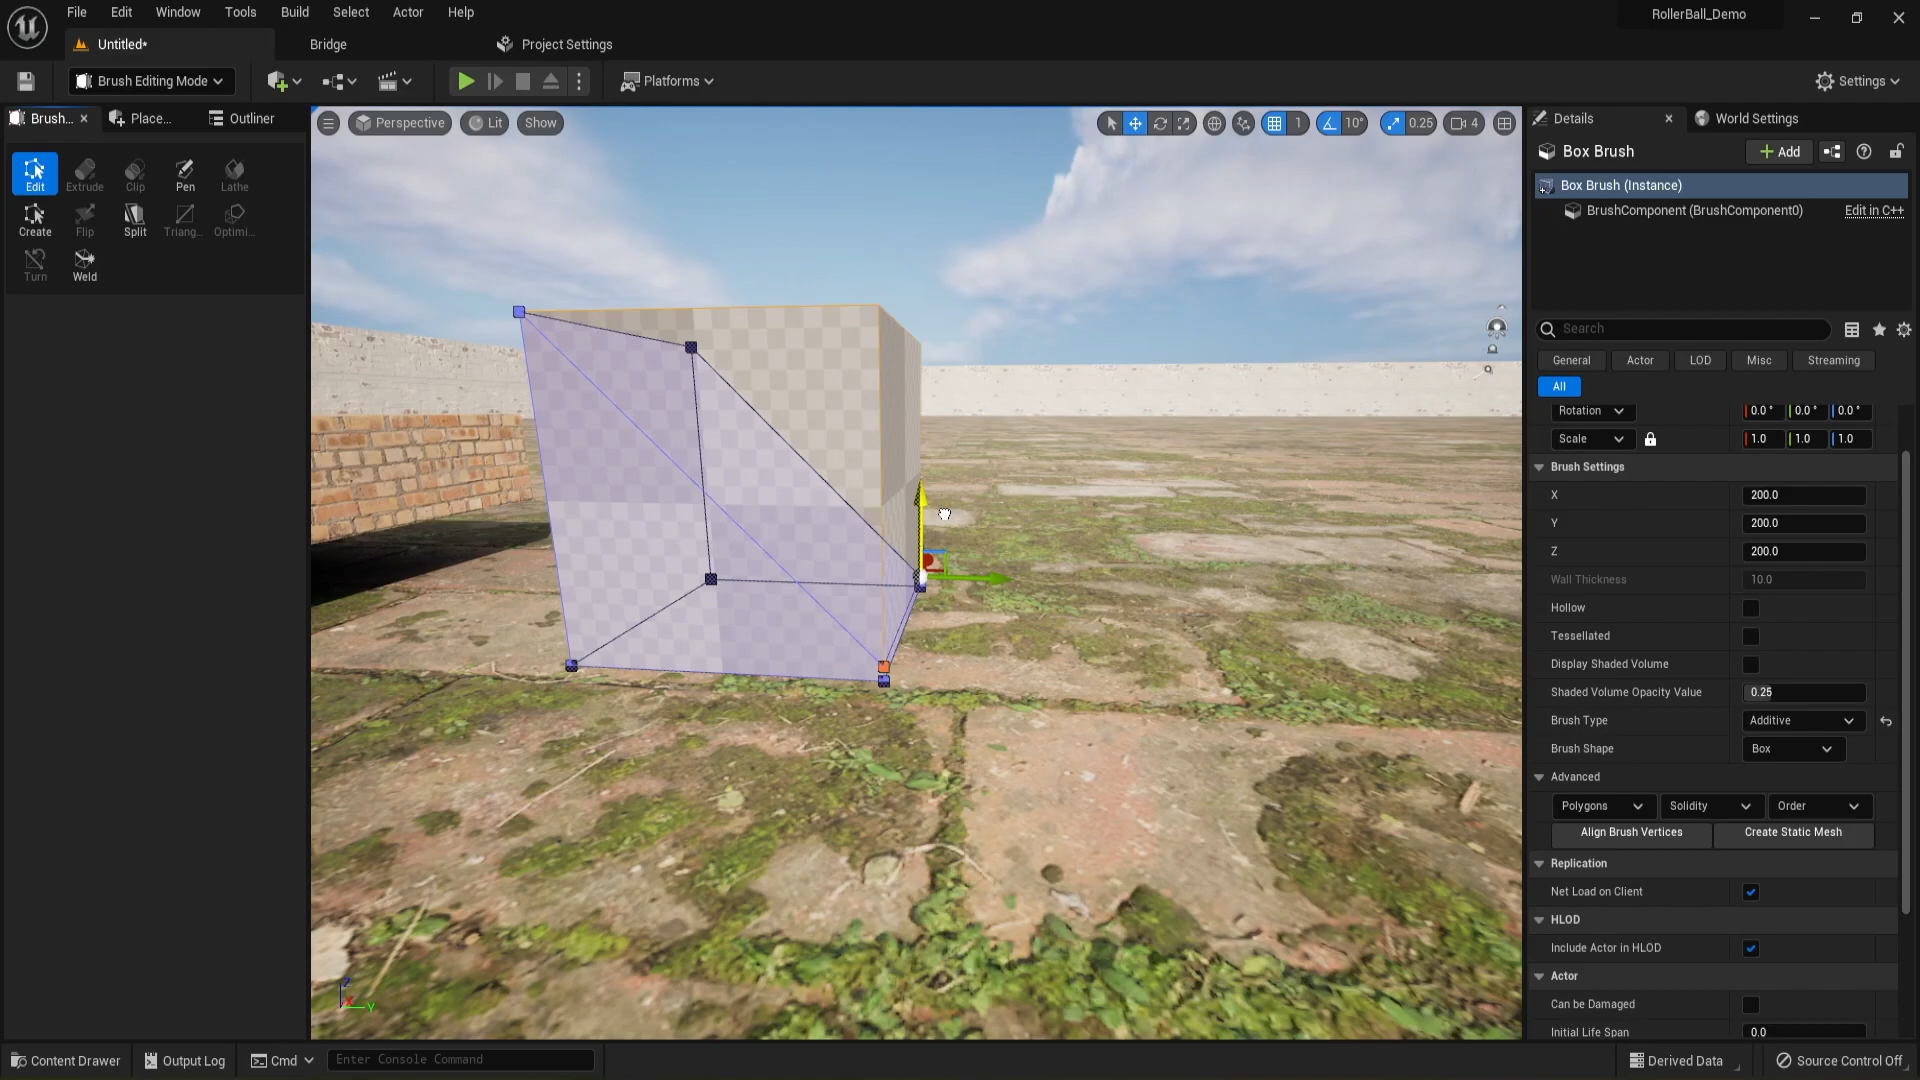 File Edit Window Tools Build Select Actor Help
RollerBall_Demo
Untitled*
Bridge
Project Settings
Brush Editing Mode
Platforms
Settings
Brush...
Place...
Outliner
Edit
Extrude
Clip
Pen
Lathe
Create
Flip
Split
Triang...
Optimi...
Turn
Weld
Perspective
Lit
Show
1
10°
0.25
4
Details
World Settings
Box Brush
Add
Box Brush (Instance)
BrushComponent (BrushComponent0)
Edit in C++
Search
General
Actor
LOD
Misc
Streaming
All
Rotation 0.0° 0.0° 0.0°
Scale 1.0 1.0 1.0
Brush Settings
X 200.0
Y 200.0
Z 200.0
Wall Thickness 10.0
Hollow
Tessellated
Display Shaded Volume
Shaded Volume Opacity Value 0.25
Brush Type Additive
Brush Shape Box
Advanced
Polygons Solidity Order
Align Brush Vertices Create Static Mesh
Replication
Net Load on Client
HLOD
Include Actor in HLOD
Actor
Can be Damaged
Initial Life Span 0.0
Z
X
Y
Content Drawer
Output Log
Cmd
Enter Console Command
Derived Data
Source Control Off